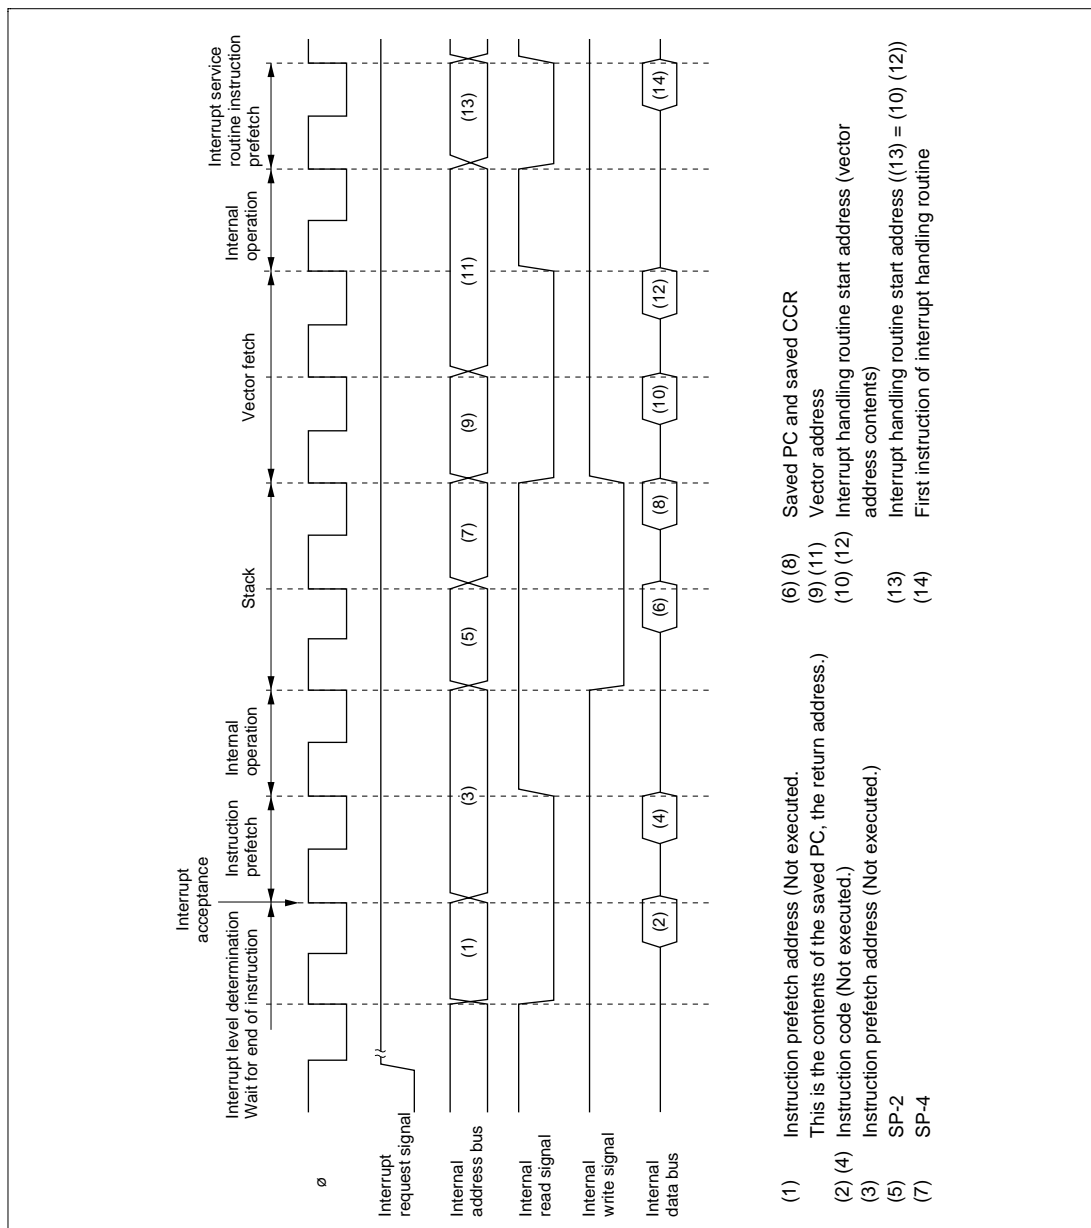 Interrupt
acceptance
Interrupt level determination
Wait for end of instruction
Instruction
prefetch
Internal
operation
Stack
Vector fetch
Internal
operation
Interrupt service
routine instruction
prefetch
ø
Interrupt
request signal
Internal
address bus
(1)
(3)
(5)
(7)
(9)
(11)
(13)
Internal
read signal
Internal
write signal
Internal
data bus
(2)
(4)
(6)
(8)
(10)
(12)
(14)
(1) Instruction prefetch address (Not executed.
This is the contents of the saved PC, the return address.)
(2) (4) Instruction code (Not executed.)
(3) Instruction prefetch address (Not executed.)
(5) SP-2
(7) SP-4
(6) (8) Saved PC and saved CCR
(9) (11) Vector address
(10) (12) Interrupt handling routine start address (vector
address contents)
(13) Interrupt handling routine start address ((13) = (10) (12))
(14) First instruction of interrupt handling routine